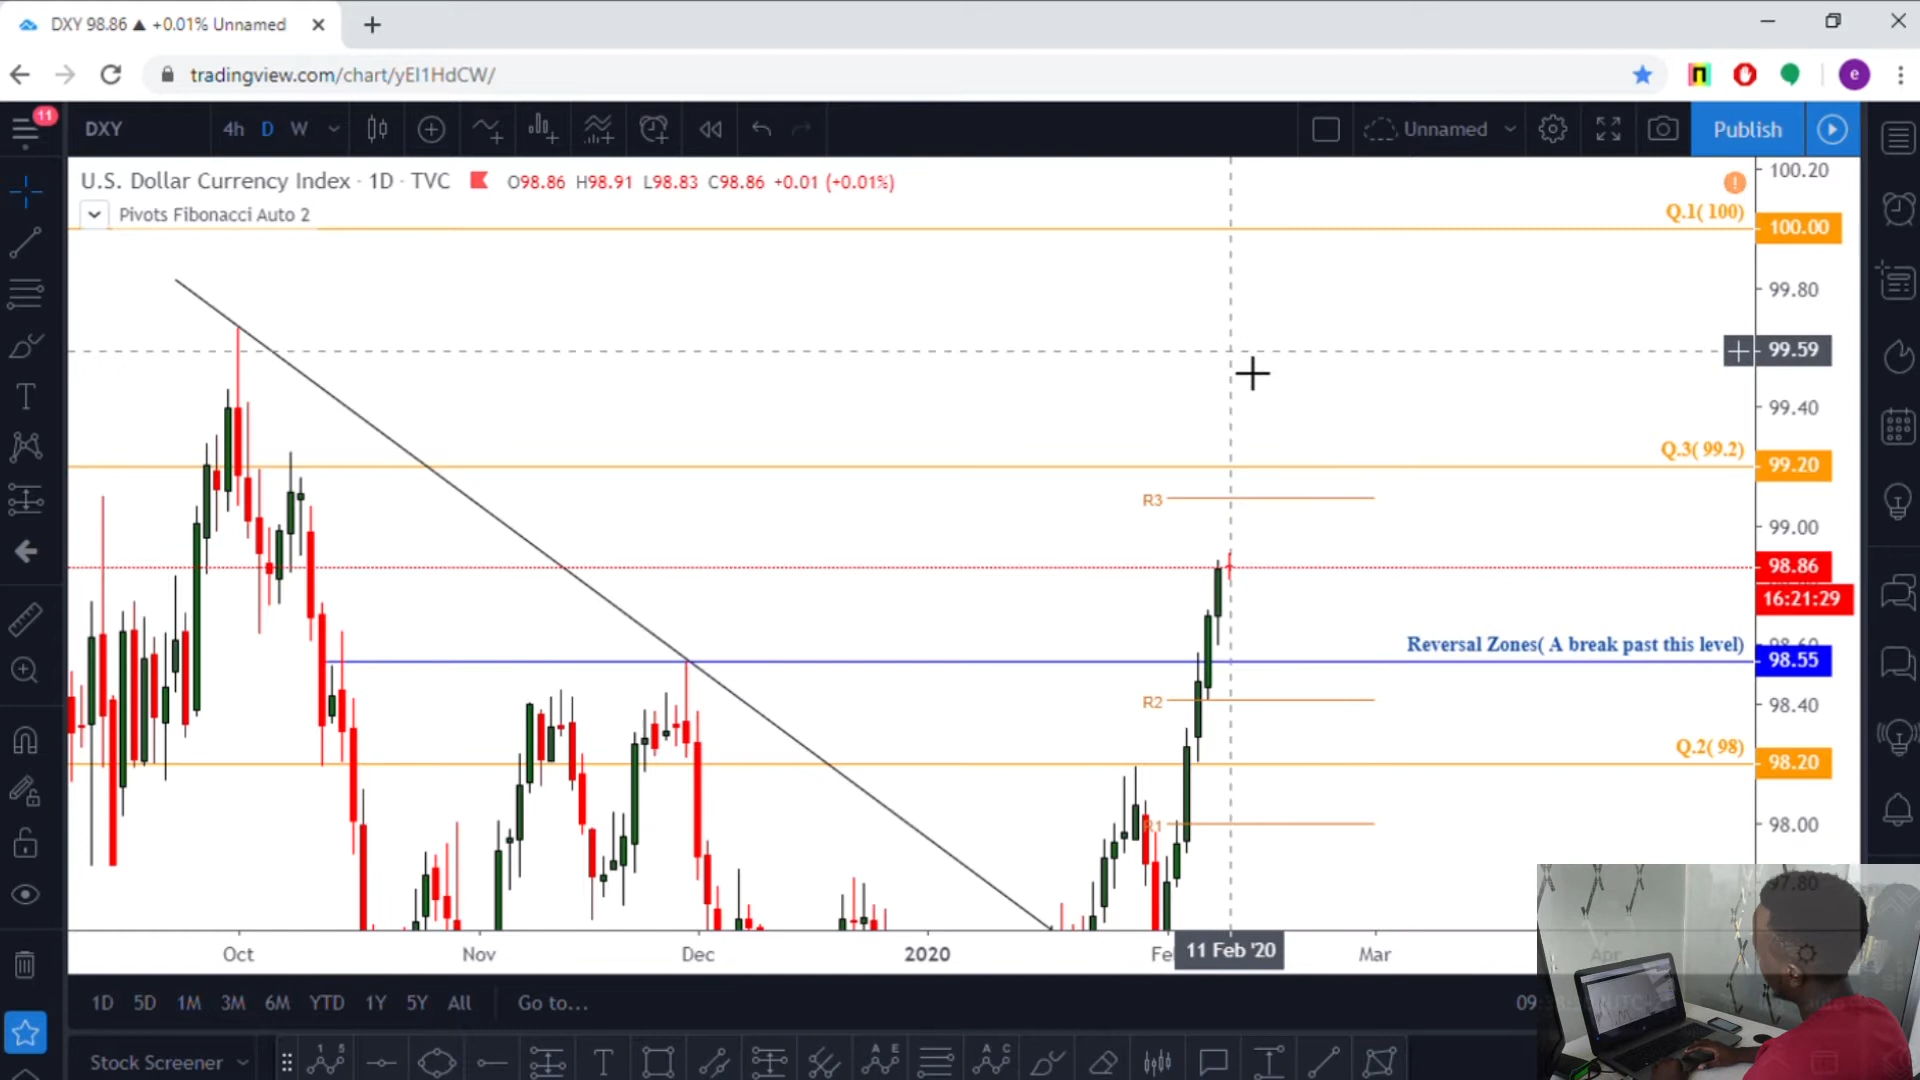 DXY 98.86 ▲ +0.01% Unnamed
tradingview.com/chart/yEI1HdCW/
e
11
DXY
4h D W
Unnamed
Publish
U.S. Dollar Currency Index · 1D · TVC O98.86 H98.91 L98.83 C98.86 +0.01 (+0.01%)
Pivots Fibonacci Auto 2
100.20
Q.1( 100) 100.00
99.80
99.59
99.40
Q.3( 99.2) 99.20
R3
99.00
98.86
16:21:29
Reversal Zones( A break past this level) 98.55
R2
98.40
Q.2( 98) 98.20
R1
98.00
97.80
Oct Nov Dec 2020 11 Feb '20 Mar Apr
1D 5D 1M 3M 6M YTD 1Y 5Y All Go to...
Stock Screener